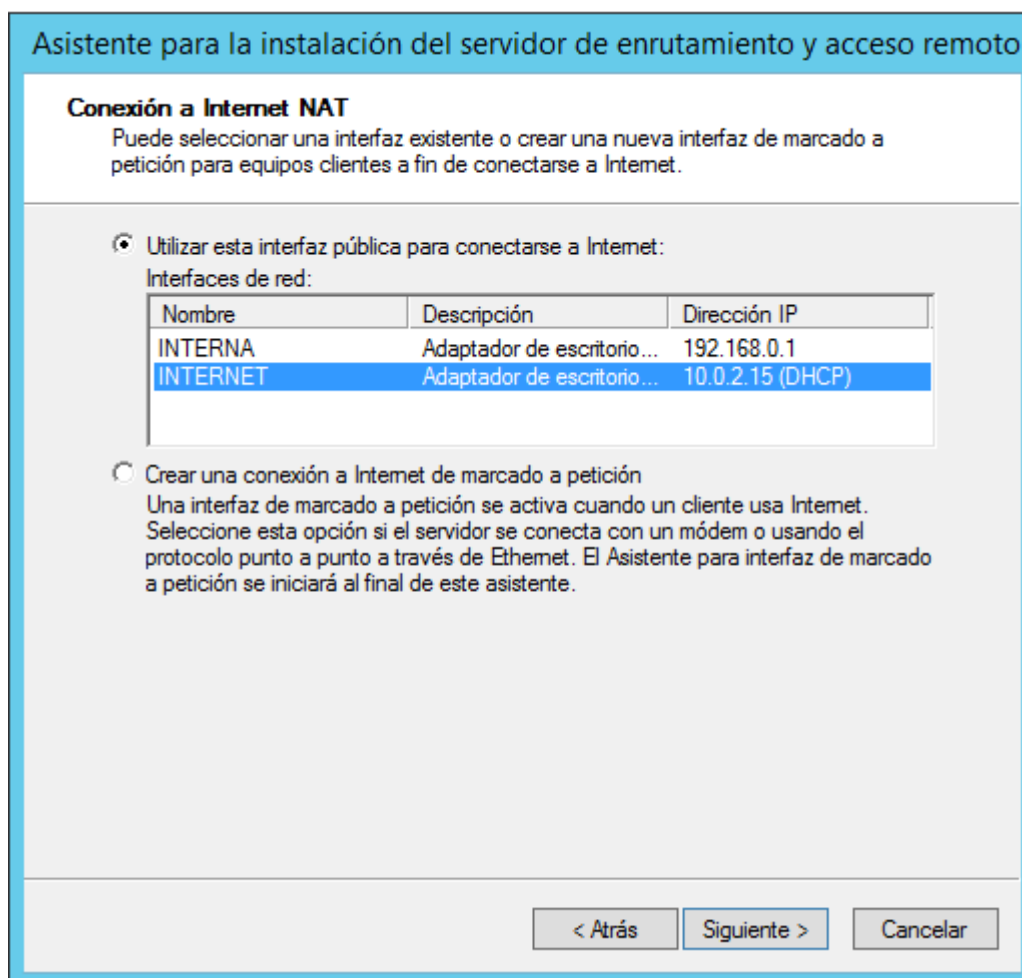 Asistente para la instalación del servidor de enrutamiento y acceso remoto
Conexión a Internet NAT
Puede seleccionar una interfaz existente o crear una nueva interfaz de marcado a
petición para equipos clientes a fin de conectarse a Internet.
Utilizar esta interfaz pública para conectarse a Internet:
Interfaces de red:
Nombre Descripción Dirección IP
INTERNA Adaptador de escritorio... 192.168.0.1
INTERNET Adaptador de escritorio... 10.0.2.15 (DHCP)
Crear una conexión a Internet de marcado a petición
Una interfaz de marcado a petición se activa cuando un cliente usa Internet.
Seleccione esta opción si el servidor se conecta con un módem o usando el
protocolo punto a punto a través de Ethernet. El Asistente para interfaz de marcado
a petición se iniciará al final de este asistente.
< Atrás Siguiente > Cancelar